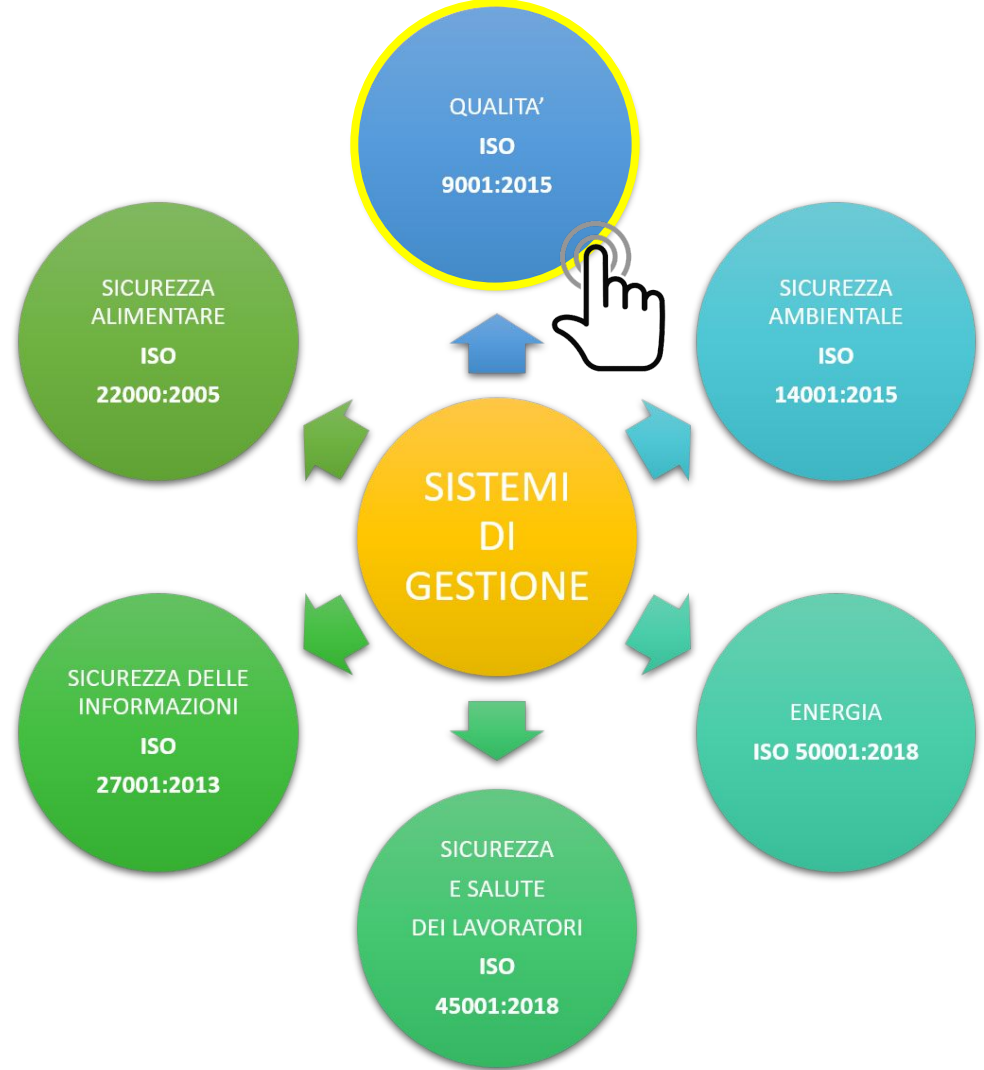 QUALITA’
ISO
9001:2015
SICUREZZA
AMBIENTALE
ISO
14001:2015
ENERGIA
ISO 50001:2018
SICUREZZA
E SALUTE
DEI LAVORATORI
ISO
45001:2018
SICUREZZA DELLE
INFORMAZIONI
ISO
27001:2013
SICUREZZA
ALIMENTARE
ISO
22000:2005
SISTEMI
DI
GESTIONE